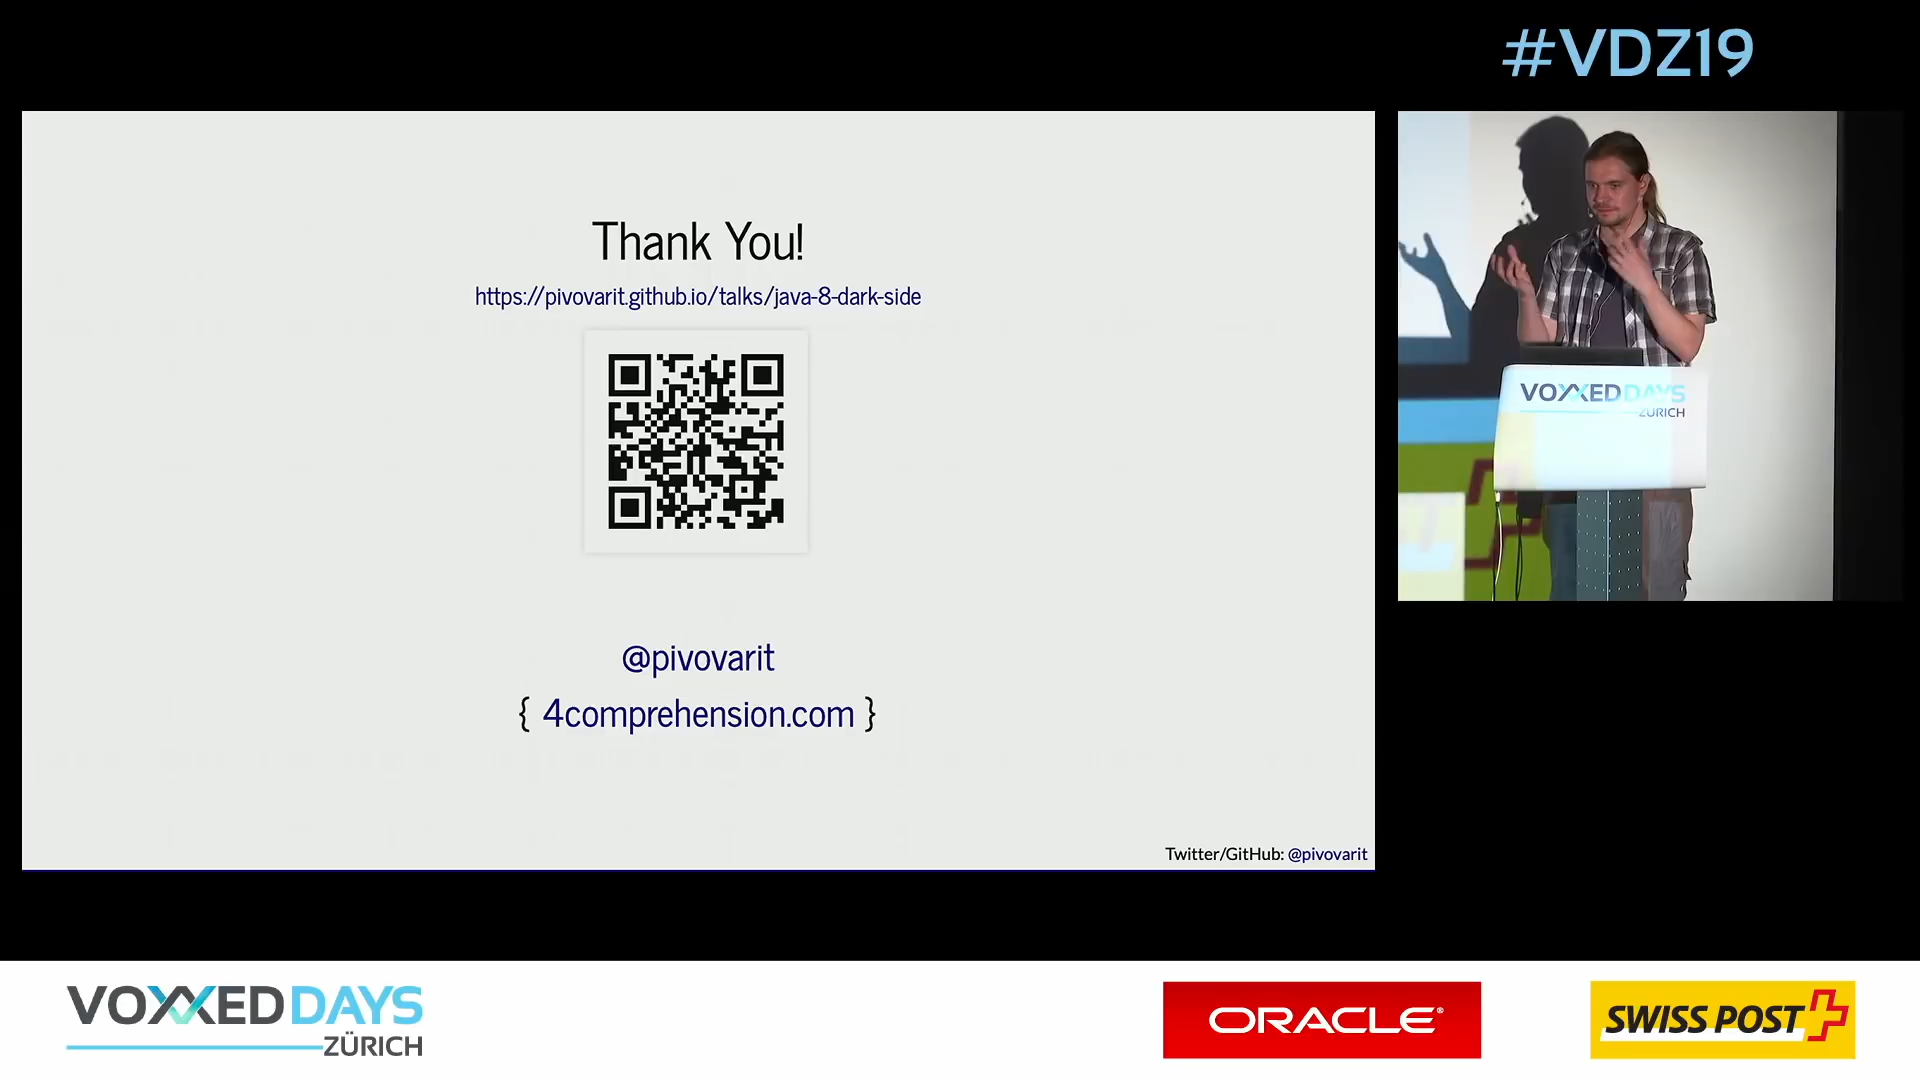 #VDZ19
Thank You!
https://pivovarit.github.io/talks/java-8-dark-side
@pivovarit
{ 4comprehension.com }
Twitter/GitHub: @pivovarit
VOXXED DAYS
ZÜRICH
VOXXED DAYS
ZÜRICH
ORACLE®
SWISS POST